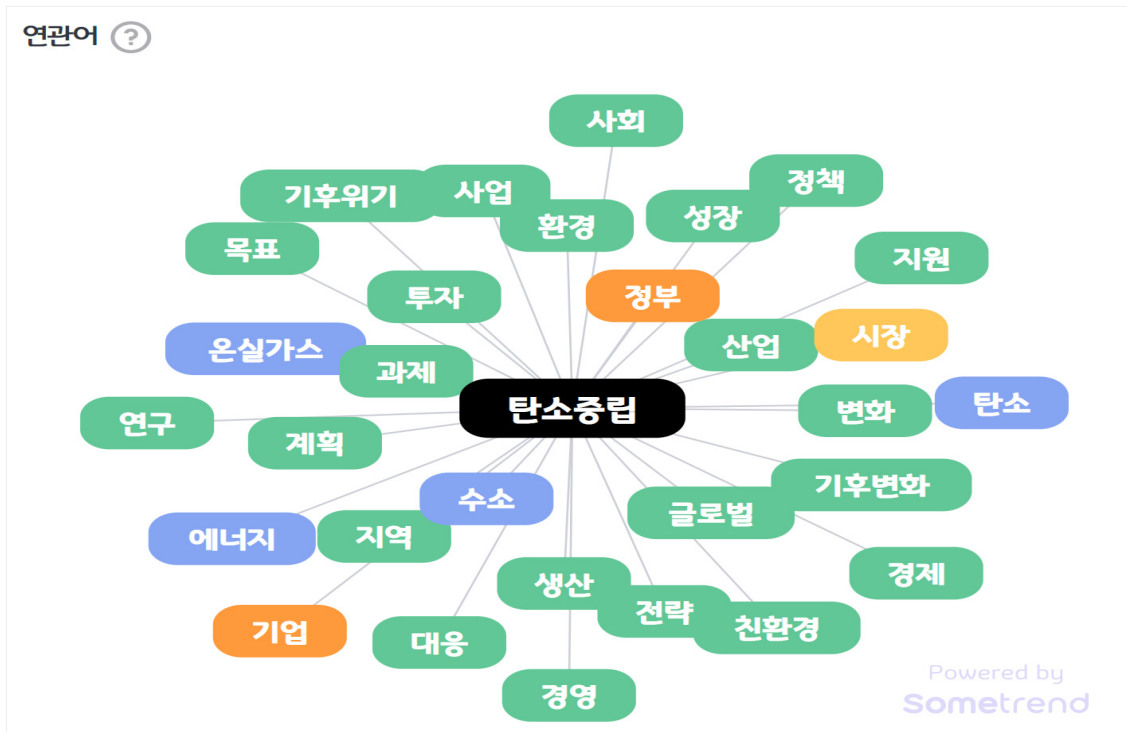 연관어 ?
사회
정책
기후위기
사업
성장
환경
목표
지원
투자
정부
시장
산업
온실가스
과제
탄소
탄소중립
변화
연구
계획
기후변화
수소
글로벌
에너지
지역
경제
생산
전략
친환경
기업
대응
경영
Powered by
Sometrend